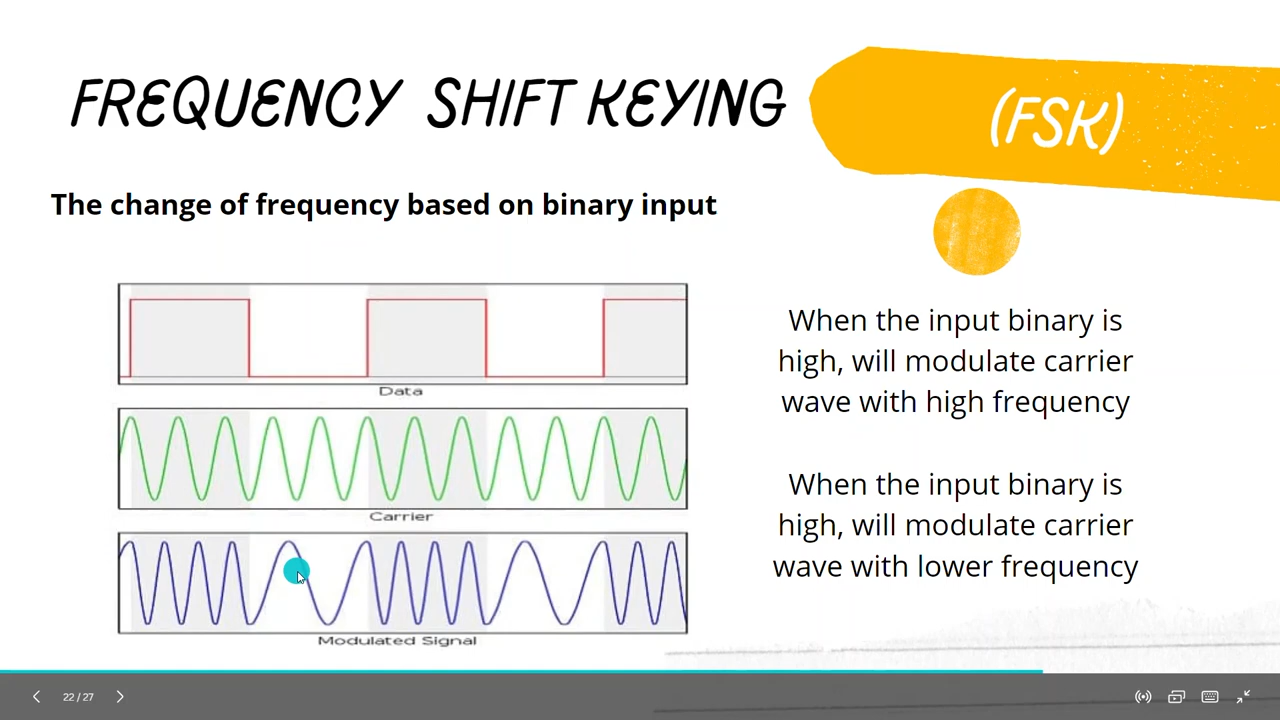 FREQUENCY SHIFT KEYING
(FSK)
The change of frequency based on binary input
Data
Carrier
Modulated Signal
When the input binary is
high, will modulate carrier
wave with high frequency
When the input binary is
high, will modulate carrier
wave with lower frequency
22 / 27